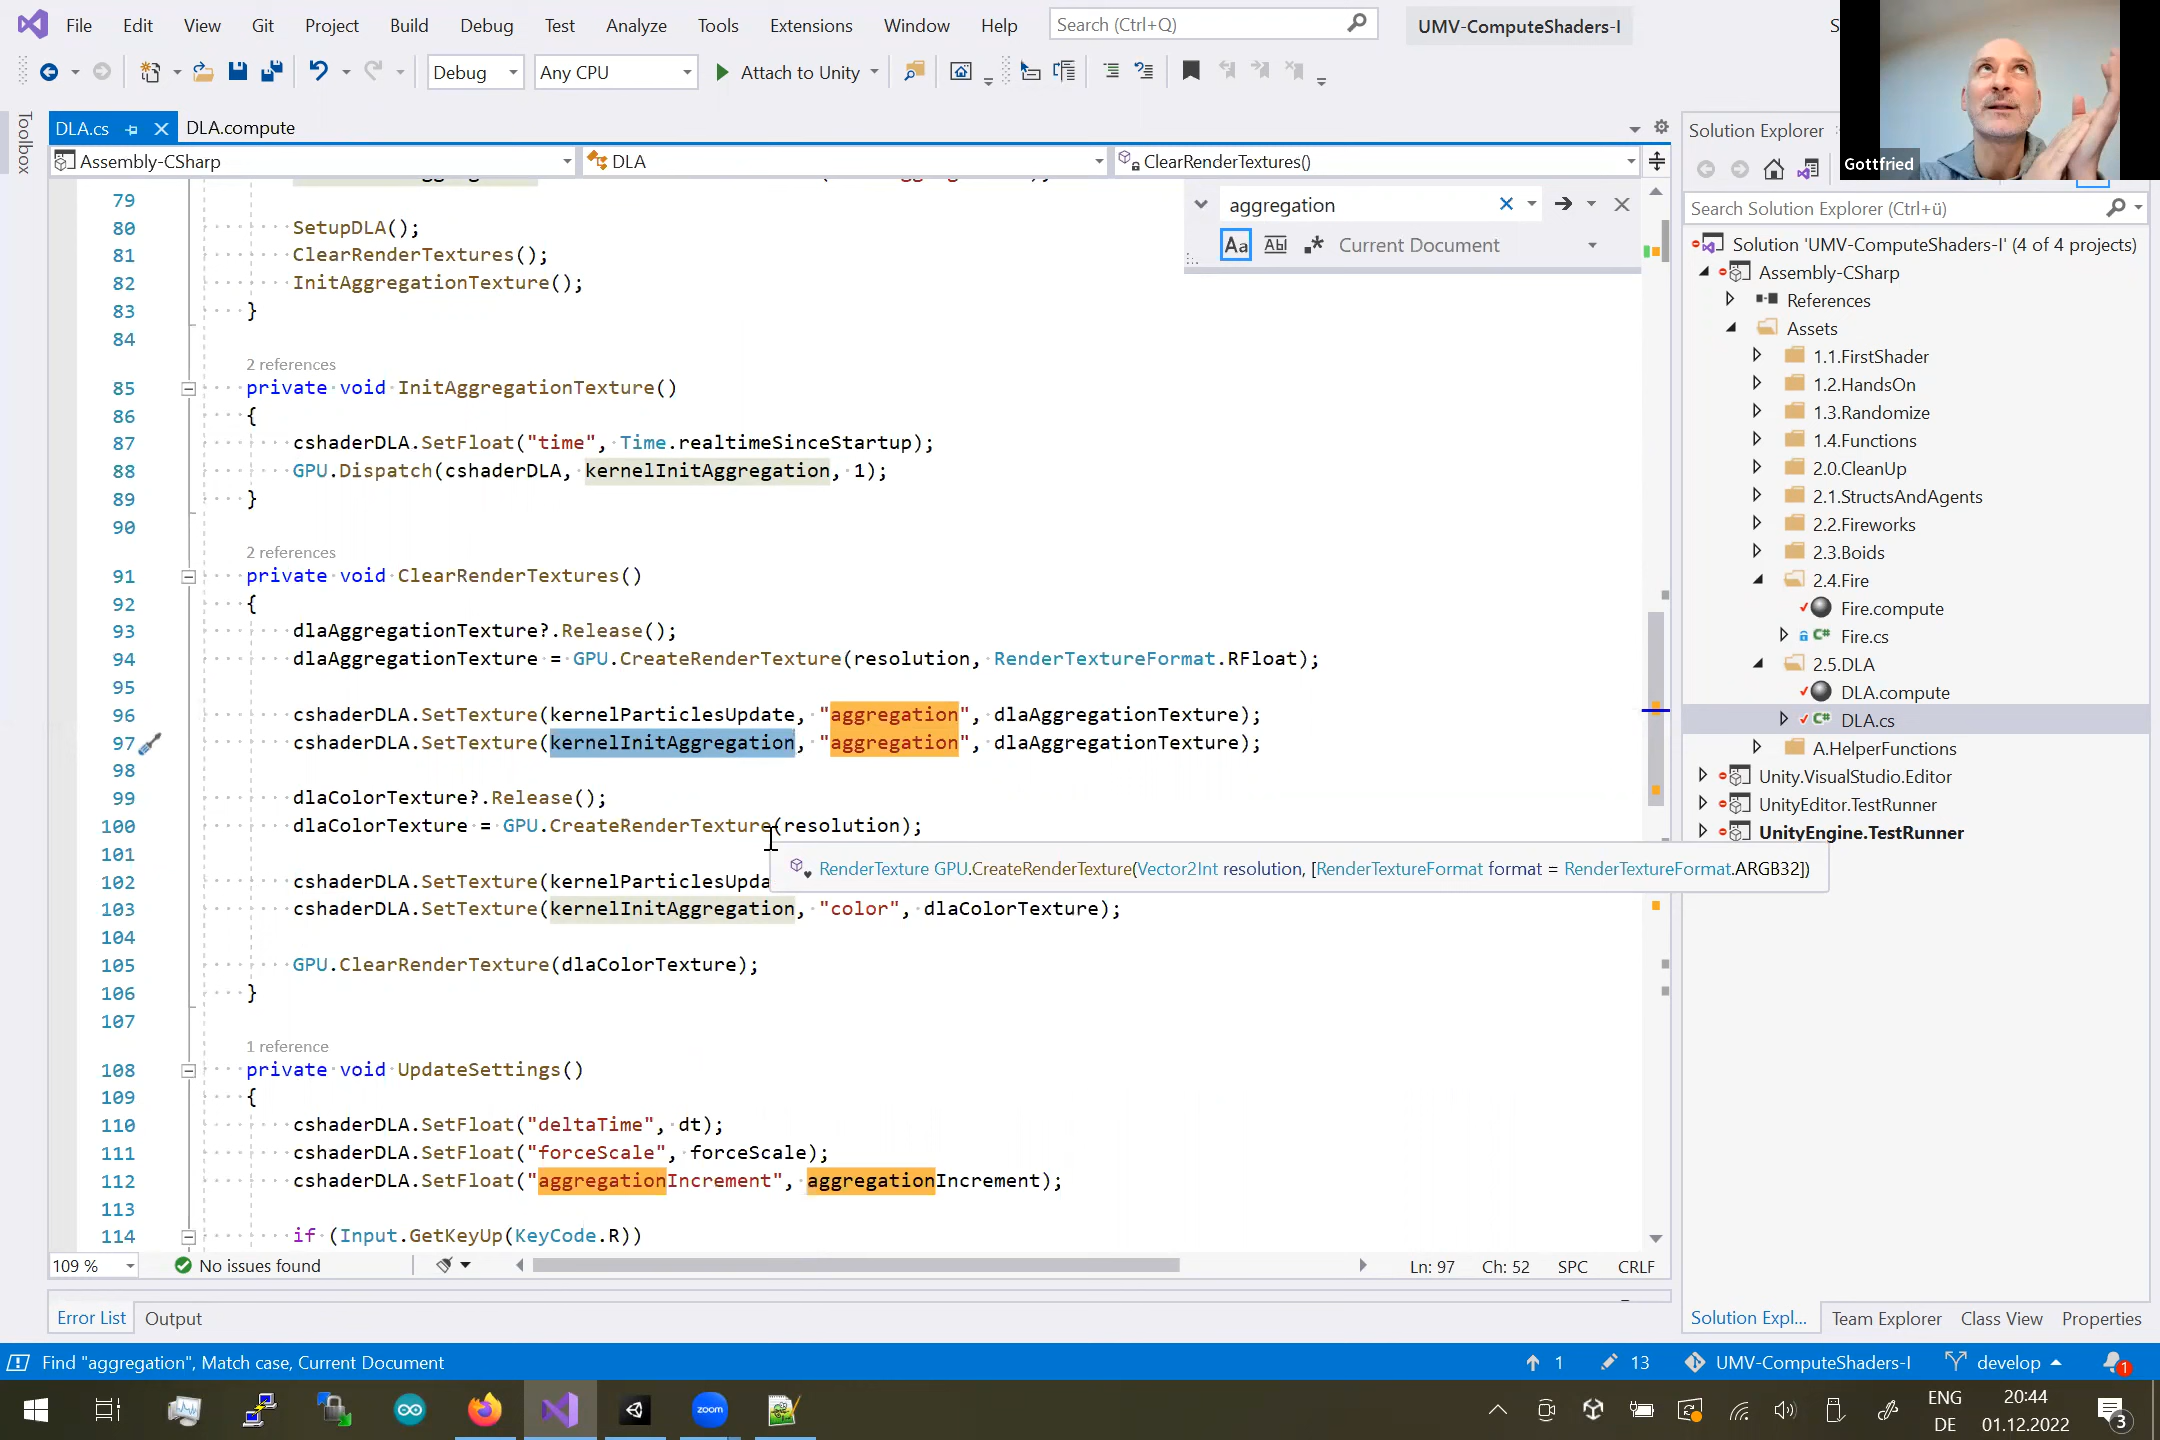 File Edit View Git Project Build Debug Test Analyze Tools Extensions Window Help Search (Ctrl+Q) UMV-ComputeShaders-I
Debug Any CPU Attach to Unity
Gottfried
Toolbox
DLA.cs DLA.compute
Assembly-CSharp DLA ClearRenderTextures()
aggregation
Aa Abl .* Current Document
79
80 SetupDLA();
81 ClearRenderTextures();
82 InitAggregationTexture();
83 }
84
2 references
85 private void InitAggregationTexture()
86 {
87 cshaderDLA.SetFloat("time", Time.realtimeSinceStartup);
88 GPU.Dispatch(cshaderDLA, kernelInitAggregation, 1);
89 }
90
2 references
91 private void ClearRenderTextures()
92 {
93 dlaAggregationTexture?.Release();
94 dlaAggregationTexture = GPU.CreateRenderTexture(resolution, RenderTextureFormat.RFloat);
95
96 cshaderDLA.SetTexture(kernelParticlesUpdate, "aggregation", dlaAggregationTexture);
97 cshaderDLA.SetTexture(kernelInitAggregation, "aggregation", dlaAggregationTexture);
98
99 dlaColorTexture?.Release();
100 dlaColorTexture = GPU.CreateRenderTexture(resolution);
101
RenderTexture GPU.CreateRenderTexture(Vector2Int resolution, [RenderTextureFormat format = RenderTextureFormat.ARGB32])
102 cshaderDLA.SetTexture(kernelParticlesUpda
103 cshaderDLA.SetTexture(kernelInitAggregation, "color", dlaColorTexture);
104
105 GPU.ClearRenderTexture(dlaColorTexture);
106 }
107
1 reference
108 private void UpdateSettings()
109 {
110 cshaderDLA.SetFloat("deltaTime", dt);
111 cshaderDLA.SetFloat("forceScale", forceScale);
112 cshaderDLA.SetFloat("aggregationIncrement", aggregationIncrement);
113
114 if (Input.GetKeyUp(KeyCode.R))
109 % No issues found Ln: 97 Ch: 52 SPC CRLF
Error List Output
Solution Explorer
Search Solution Explorer (Ctrl+ü)
Solution 'UMV-ComputeShaders-I' (4 of 4 projects)
Assembly-CSharp
References
Assets
1.1.FirstShader
1.2.HandsOn
1.3.Randomize
1.4.Functions
2.0.CleanUp
2.1.StructsAndAgents
2.2.Fireworks
2.3.Boids
2.4.Fire
Fire.compute
C# Fire.cs
2.5.DLA
DLA.compute
C# DLA.cs
A.HelperFunctions
Unity.VisualStudio.Editor
UnityEditor.TestRunner
UnityEngine.TestRunner
Solution Expl... Team Explorer Class View Properties
Find "aggregation", Match case, Current Document 1 13 UMV-ComputeShaders-I develop 1
zoom ENG 20:44
DE 01.12.2022 3